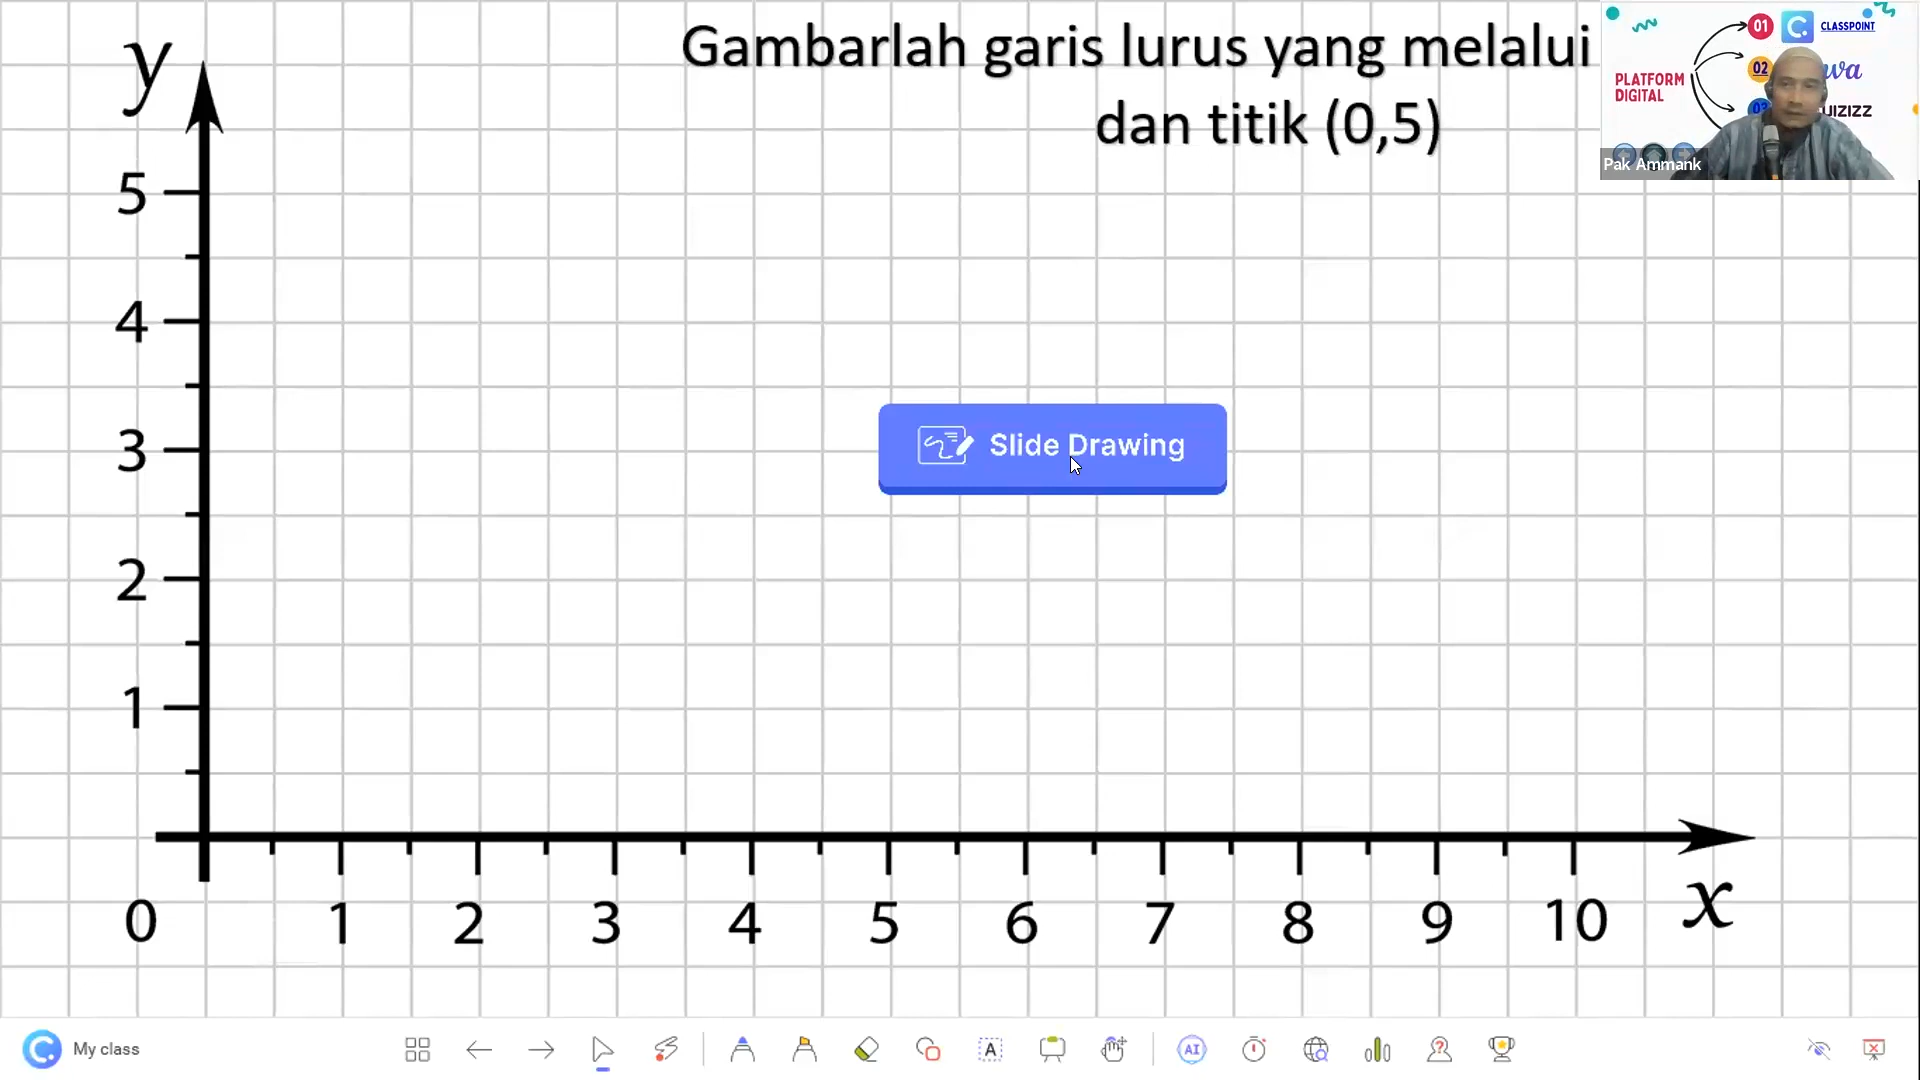 y
Gambarlah garis lurus yang melalui
dan titik (0,5)
5
4
3
2
1
0
1 2 3 4 5 6 7 8 9 10 x
Slide Drawing
01 CLASSPOINT
02
PLATFORM
DIGITAL
Pak Ammank
My class
A
AI